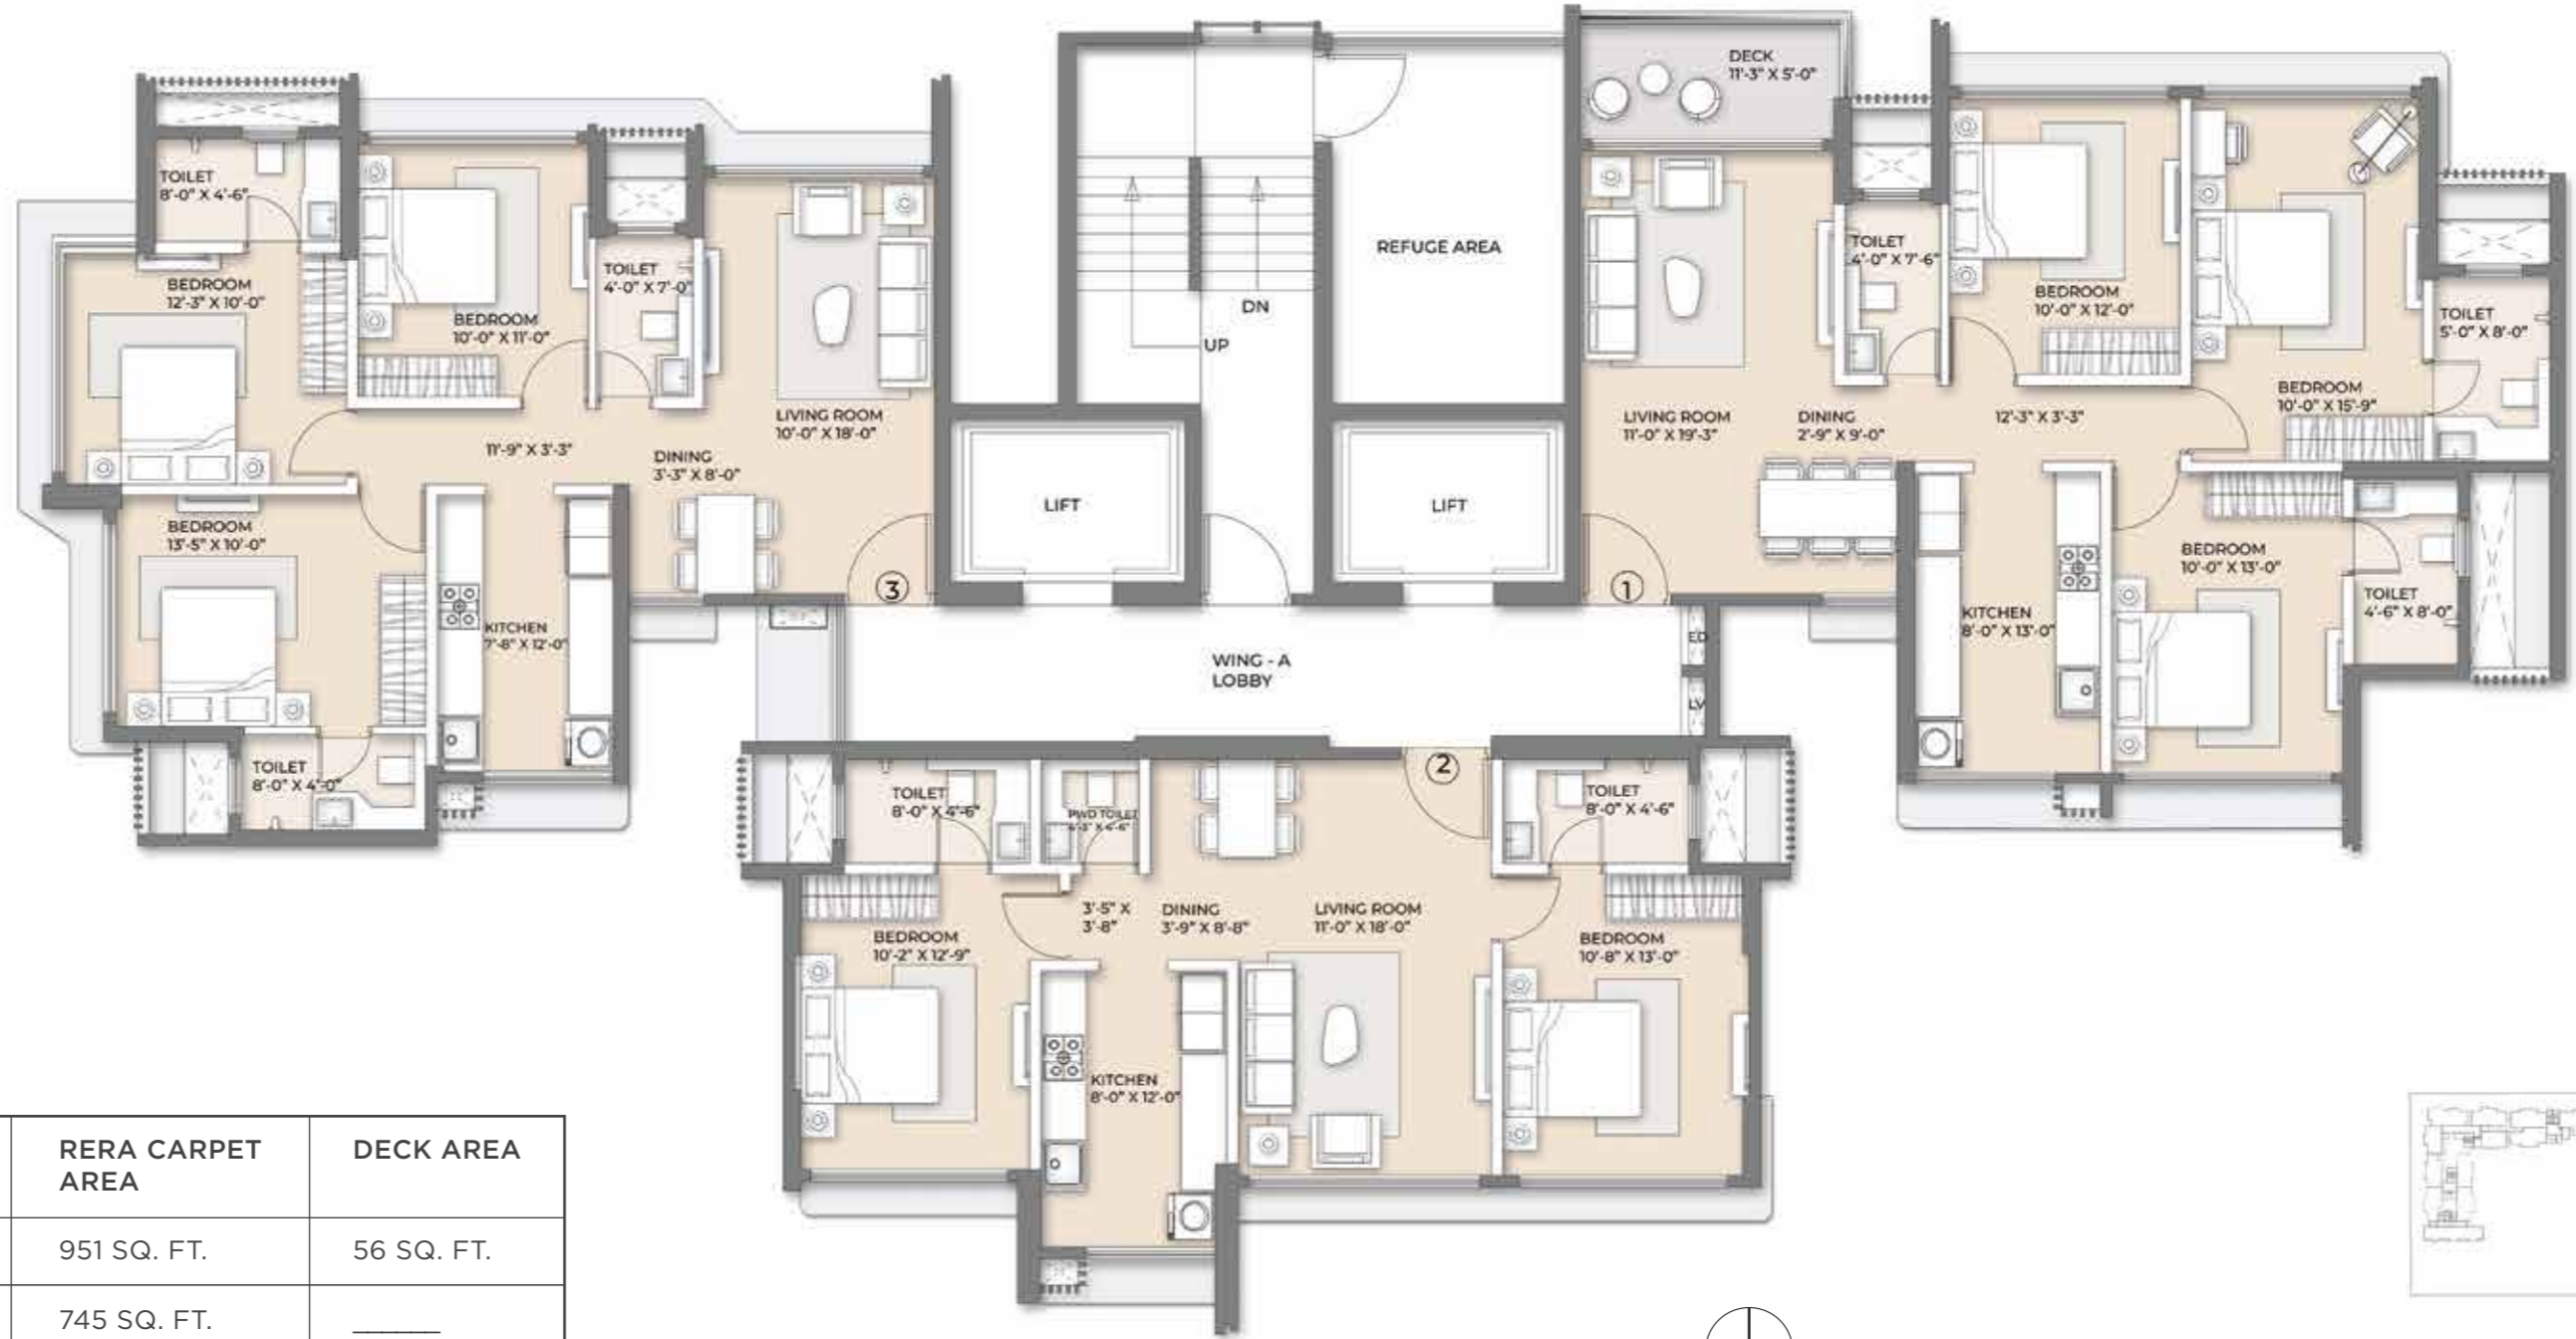 DECK
11'-3" X 5'-0"
TOILET
8'-0" X 4'-6"
BEDROOM
12'-3" X 10'-0"
BEDROOM
10'-0" X 11'-0"
TOILET
4'-0" X 7'-0"
LIVING ROOM
10'-0" X 18'-0"
11'-9" X 3'-3"
DINING
3'-3" X 8'-0"
BEDROOM
13'-5" X 10'-0"
KITCHEN
7'-8" X 12'-0"
TOILET
8'-0" X 4'-0"
3
REFUGE AREA
DN
UP
LIFT
LIFT
WING - A
LOBBY
ED
LV
1
LIVING ROOM
11'-0" X 19'-3"
DINING
2'-9" X 9'-0"
TOILET
4'-0" X 7'-6"
BEDROOM
10'-0" X 12'-0"
12'-3" X 3'-3"
BEDROOM
10'-0" X 15'-9"
TOILET
5'-0" X 8'-0"
BEDROOM
10'-0" X 13'-0"
TOILET
4'-6" X 8'-0"
KITCHEN
8'-0" X 13'-0"
2
TOILET
8'-0" X 4'-6"
PWD TOILET
4'-3" X 4'-6"
TOILET
8'-0" X 4'-6"
BEDROOM
10'-2" X 12'-9"
3'-5" X
3'-8"
DINING
3'-9" X 8'-8"
LIVING ROOM
11'-0" X 18'-0"
BEDROOM
10'-8" X 13'-0"
KITCHEN
8'-0" X 12'-0"
RERA CARPET
AREA
DECK AREA
951 SQ. FT.
56 SQ. FT.
745 SQ. FT.